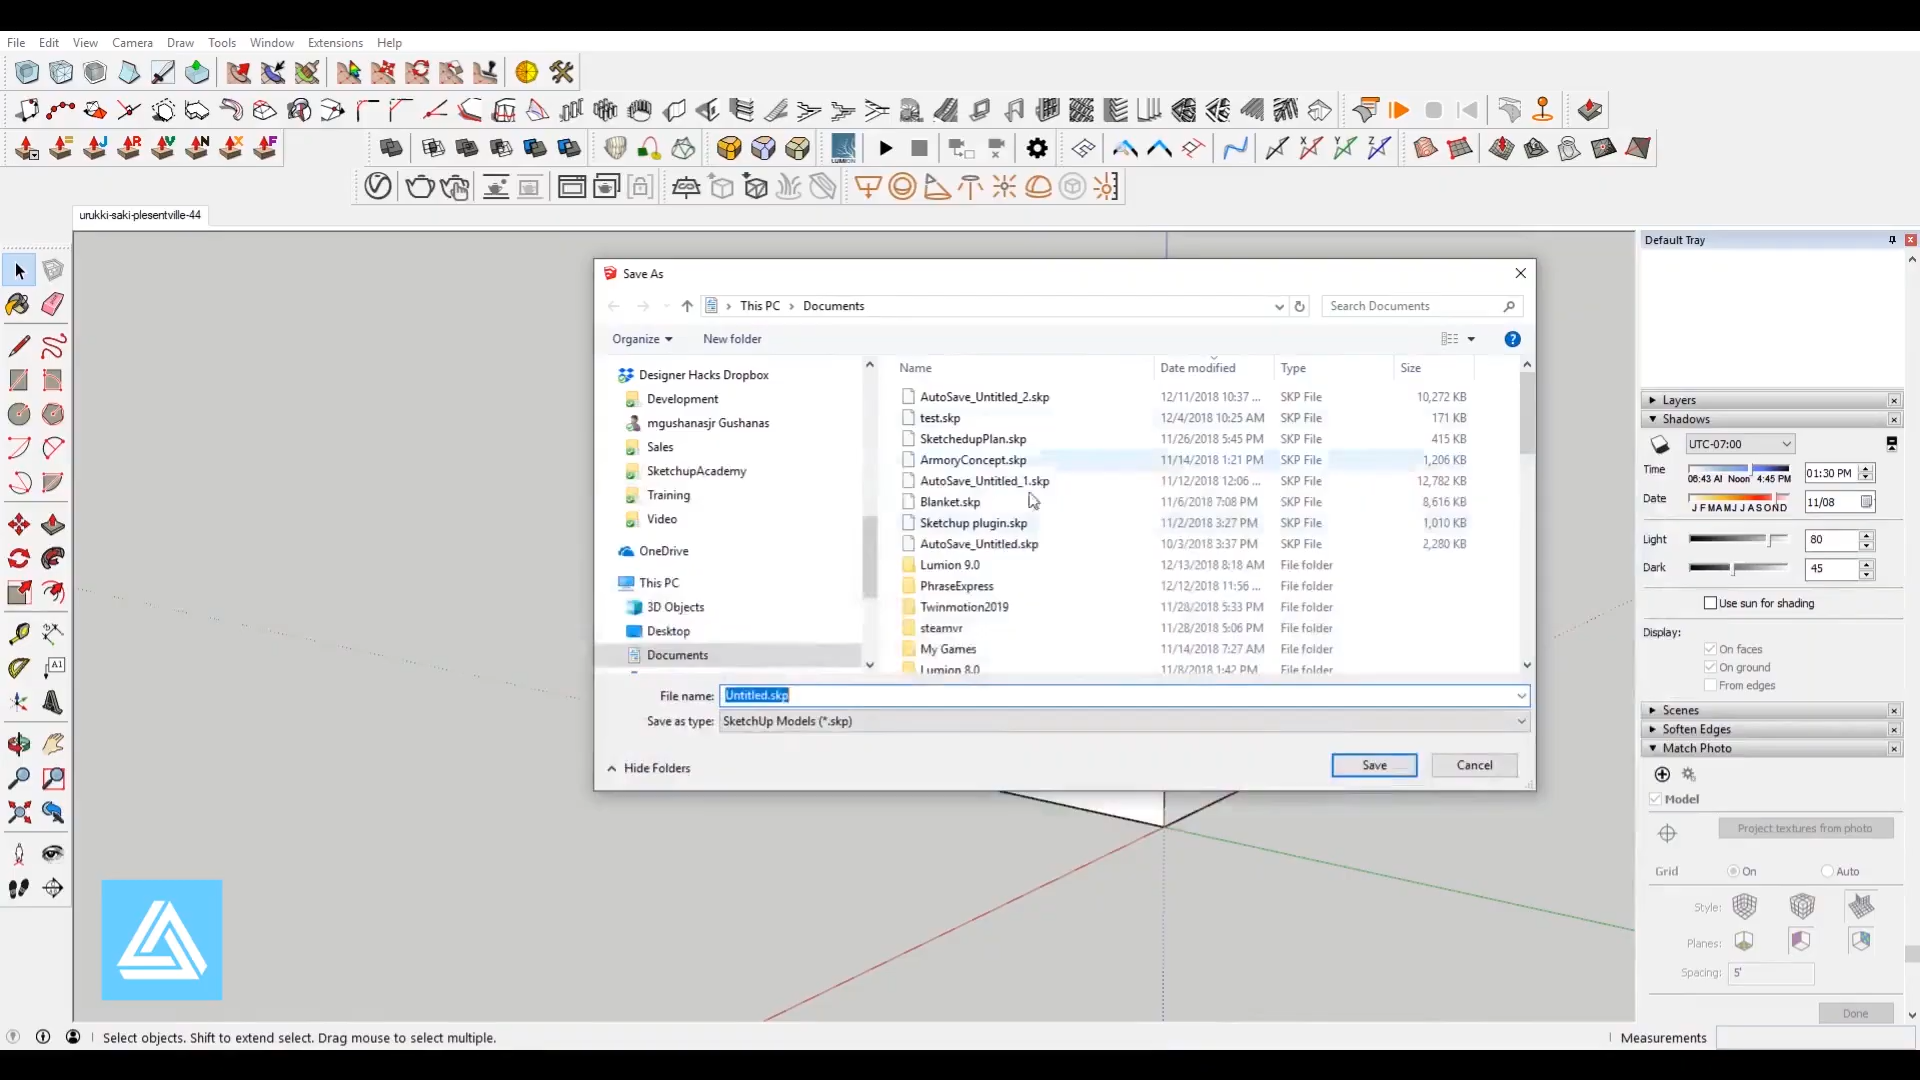 File Edit View Camera Draw Tools Window Extensions Help
J R V N X F
LUMION
X Y Z
urukki-saki-plesentville-44
Default Tray
Save As
This PC Documents
Search Documents
Organize New folder
Designer Hacks Dropbox
Development
mgushanasjr Gushanas
Sales
SketchupAcademy
Training
Video
OneDrive
This PC
3D Objects
Desktop
Documents
Name Date modified Type Size
AutoSave_Untitled_2.skp 12/11/2018 10:37 ... SKP File 10,272 KB
test.skp 12/4/2018 10:25 AM SKP File 171 KB
SketchedupPlan.skp 11/26/2018 5:45 PM SKP File 415 KB
ArmoryConcept.skp 11/14/2018 1:21 PM SKP File 1,206 KB
AutoSave_Untitled_1.skp 11/12/2018 12:06 ... SKP File 12,782 KB
Blanket.skp 11/6/2018 7:08 PM SKP File 8,616 KB
Sketchup plugin.skp 11/2/2018 3:27 PM SKP File 1,010 KB
AutoSave_Untitled.skp 10/3/2018 3:37 PM SKP File 2,280 KB
Lumion 9.0 12/13/2018 8:18 AM File folder
PhraseExpress 12/12/2018 11:56 ... File folder
Twinmotion2019 11/28/2018 5:33 PM File folder
steamvr 11/28/2018 5:06 PM File folder
My Games 11/14/2018 7:27 AM File folder
Lumion 8.0 11/8/2018 1:42 PM File folder
File name: Untitled.skp
Save as type: SketchUp Models (*.skp)
Hide Folders
Save Cancel
Layers
Shadows
UTC-07:00
Time 06:43 AM Noon 4:45 PM 01:30 PM
Date J F M A M J J A S O N D 11/08
Light 80
Dark 45
Use sun for shading
Display:
On faces
On ground
From edges
Scenes
Soften Edges
Match Photo
Model
Project textures from photo
Grid On Auto
Style:
Planes:
Spacing: 5'
Done
A1
Select objects. Shift to extend select. Drag mouse to select multiple.
Measurements